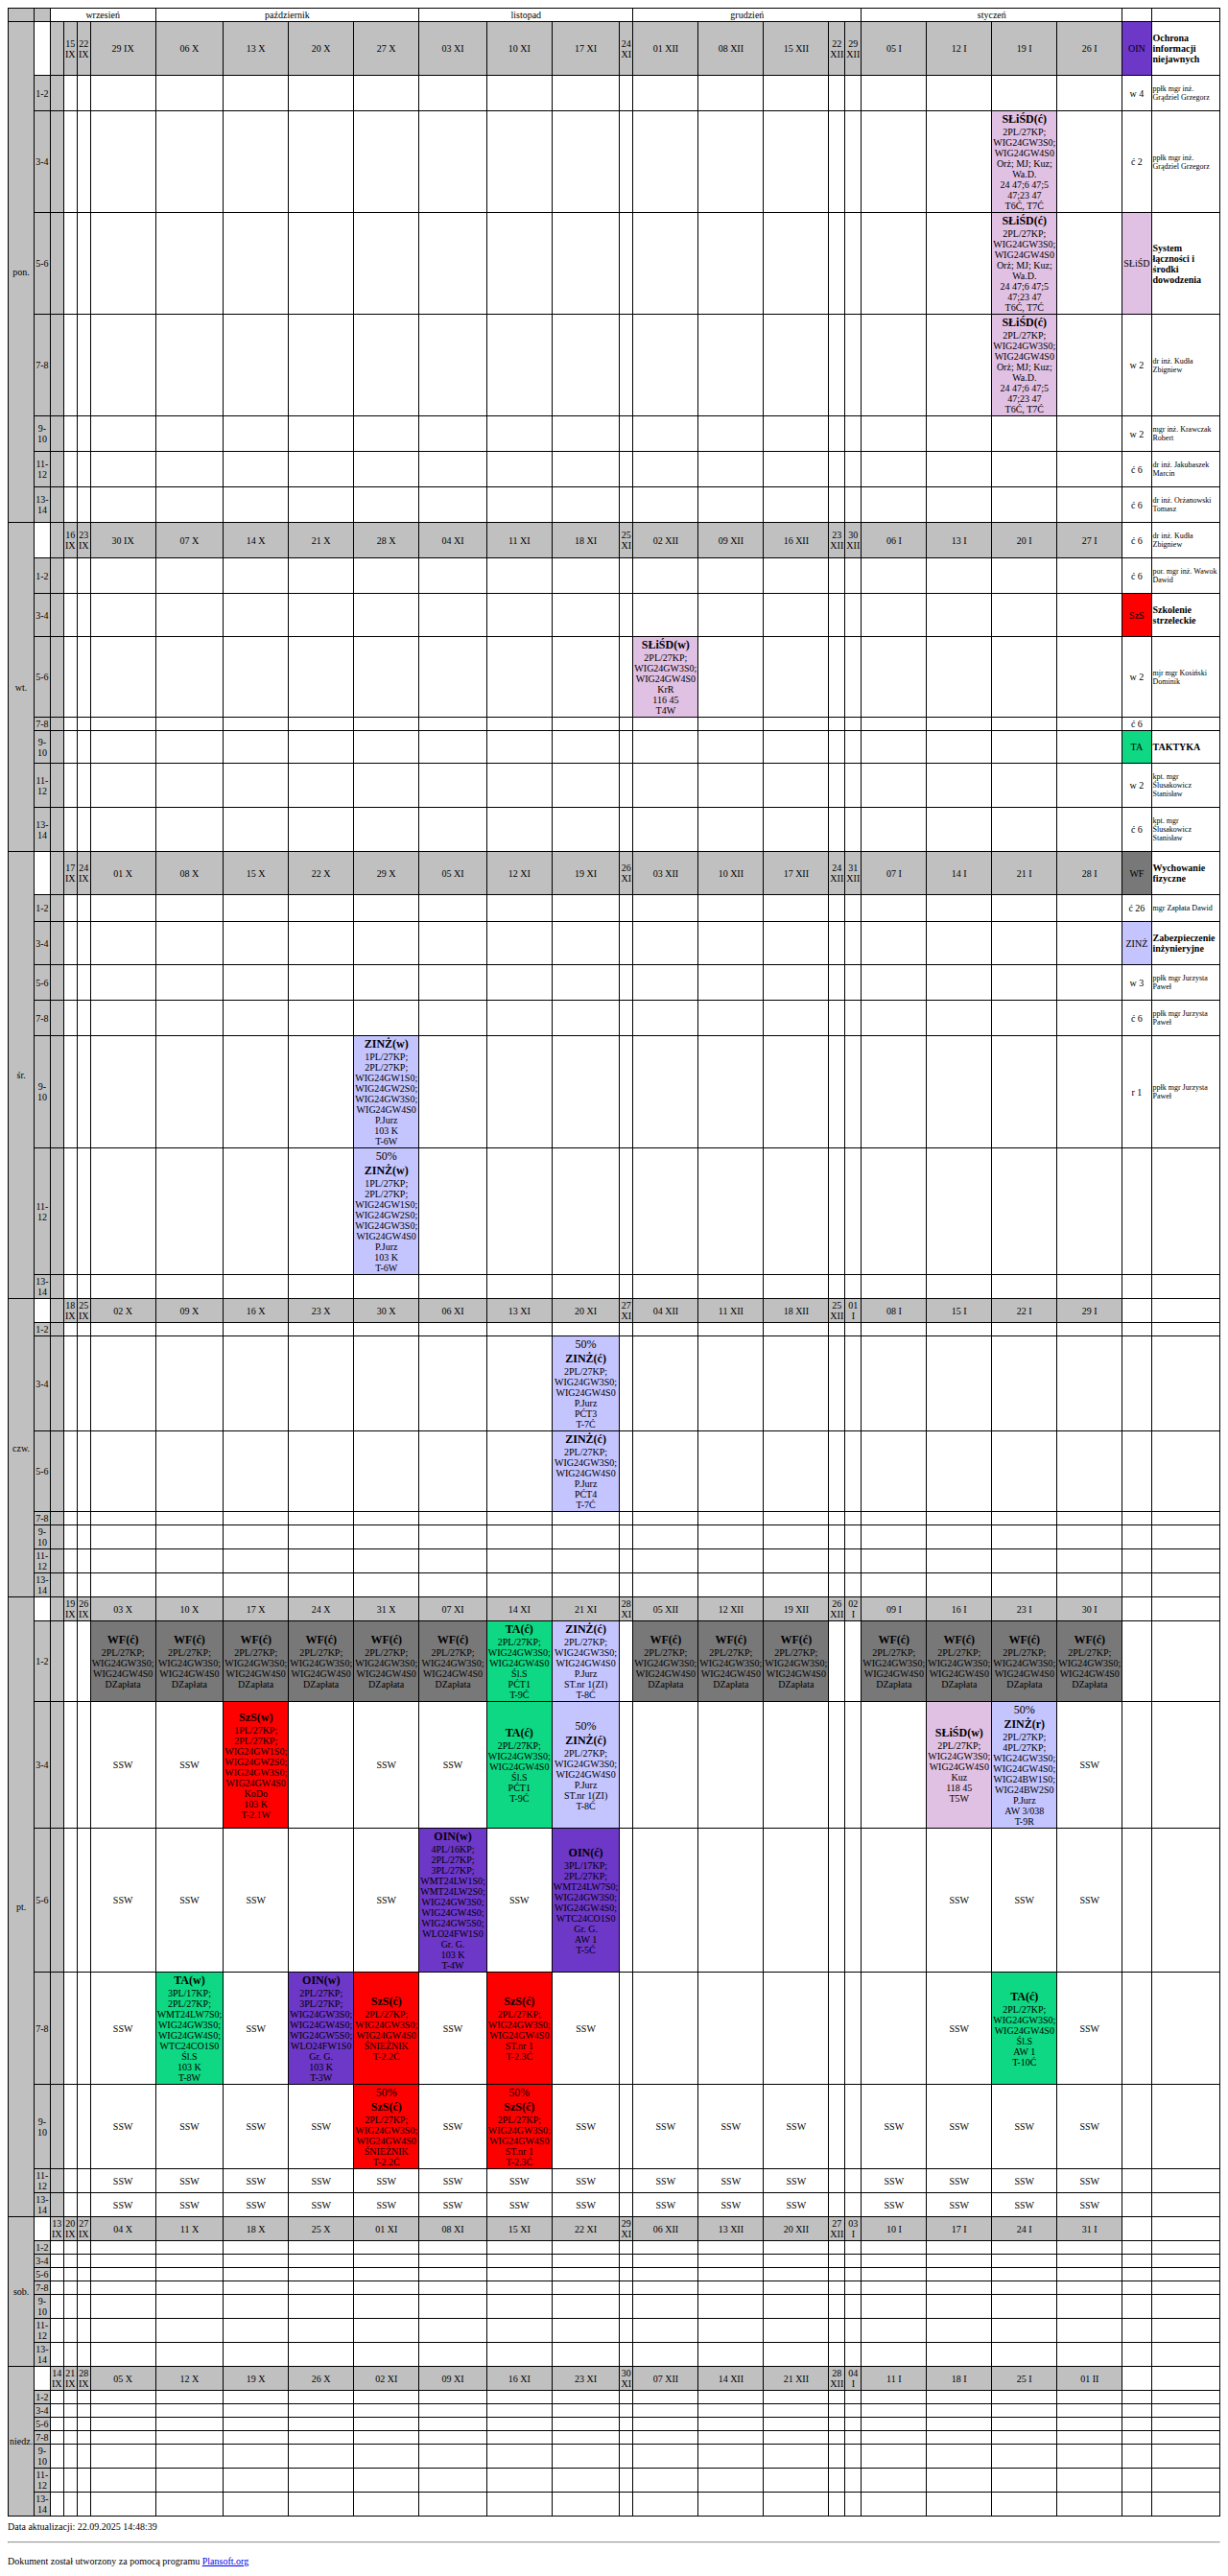 wrzesień październik listopad grudzień styczeń
pon. 15 IX 22 IX 29 IX 06 X 13 X 20 X 27 X 03 XI 10 XI 17 XI 24 XI 01 XII 08 XII 15 XII 22 XII 29 XII 05 I 12 I 19 I 26 I OIN Ochrona informacji niejawnych
1-2 w 4 ppłk mgr inż. Grądziel Grzegorz
3-4
SŁiŚD(ć)
2PL/27KP;
WIG24GW3S0;
WIG24GW4S0
Orż; MJ; Kuz;
Wa.D.
24 47;6 47;5
47;23 47
T6Ć, T7Ć
ć 2 ppłk mgr inż. Grądziel Grzegorz
5-6
SŁiŚD(ć)
2PL/27KP;
WIG24GW3S0;
WIG24GW4S0
Orż; MJ; Kuz;
Wa.D.
24 47;6 47;5
47;23 47
T6Ć, T7Ć
SŁiŚD System łączności i środki dowodzenia
7-8
SŁiŚD(ć)
2PL/27KP;
WIG24GW3S0;
WIG24GW4S0
Orż; MJ; Kuz;
Wa.D.
24 47;6 47;5
47;23 47
T6Ć, T7Ć
w 2 dr inż. Kudła Zbigniew
9-10 w 2 mgr inż. Krawczak Robert
11-12 ć 6 dr inż. Jakubaszek Marcin
13-14 ć 6 dr inż. Orżanowski Tomasz
wt. 16 IX 23 IX 30 IX 07 X 14 X 21 X 28 X 04 XI 11 XI 18 XI 25 XI 02 XII 09 XII 16 XII 23 XII 30 XII 06 I 13 I 20 I 27 I ć 6 dr inż. Kudła Zbigniew
1-2 ć 6 por. mgr inż. Wawok Dawid
3-4 SzS Szkolenie strzeleckie
5-6
SŁiŚD(w)
2PL/27KP;
WIG24GW3S0;
WIG24GW4S0
KrR
116 45
T4W
w 2 mjr mgr Kosiński Dominik
7-8 ć 6
9-10 TA TAKTYKA
11-12 w 2 kpt. mgr Ślusakowicz Stanisław
13-14 ć 6 kpt. mgr Ślusakowicz Stanisław
śr. 17 IX 24 IX 01 X 08 X 15 X 22 X 29 X 05 XI 12 XI 19 XI 26 XI 03 XII 10 XII 17 XII 24 XII 31 XII 07 I 14 I 21 I 28 I WF Wychowanie fizyczne
1-2 ć 26 mgr Zapłata Dawid
3-4 ZINŻ Zabezpieczenie inżynieryjne
5-6 w 3 ppłk mgr Jurzysta Paweł
7-8 ć 6 ppłk mgr Jurzysta Paweł
9-10
ZINŻ(w)
1PL/27KP;
2PL/27KP;
WIG24GW1S0;
WIG24GW2S0;
WIG24GW3S0;
WIG24GW4S0
P.Jurz
103 K
T-6W
r 1 ppłk mgr Jurzysta Paweł
11-12
50%
ZINŻ(w)
1PL/27KP;
2PL/27KP;
WIG24GW1S0;
WIG24GW2S0;
WIG24GW3S0;
WIG24GW4S0
P.Jurz
103 K
T-6W
13-14
czw. 18 IX 25 IX 02 X 09 X 16 X 23 X 30 X 06 XI 13 XI 20 XI 27 XI 04 XII 11 XII 18 XII 25 XII 01 I 08 I 15 I 22 I 29 I
1-2
3-4
50%
ZINŻ(ć)
2PL/27KP;
WIG24GW3S0;
WIG24GW4S0
P.Jurz
PĆT3
T-7Ć
5-6
ZINŻ(ć)
2PL/27KP;
WIG24GW3S0;
WIG24GW4S0
P.Jurz
PĆT4
T-7Ć
7-8
9-10
11-12
13-14
pt. 19 IX 26 IX 03 X 10 X 17 X 24 X 31 X 07 XI 14 XI 21 XI 28 XI 05 XII 12 XII 19 XII 26 XII 02 I 09 I 16 I 23 I 30 I
1-2
WF(ć) WF(ć) WF(ć) WF(ć) WF(ć) WF(ć) TA(ć) ZINŻ(ć) WF(ć) WF(ć) WF(ć) WF(ć) WF(ć) WF(ć) WF(ć)
2PL/27KP; 2PL/27KP; 2PL/27KP; 2PL/27KP; 2PL/27KP; 2PL/27KP; 2PL/27KP; 2PL/27KP; 2PL/27KP; 2PL/27KP; 2PL/27KP; 2PL/27KP; 2PL/27KP; 2PL/27KP; 2PL/27KP;
WIG24GW3S0; WIG24GW3S0; WIG24GW3S0; WIG24GW3S0; WIG24GW3S0; WIG24GW3S0; WIG24GW3S0; WIG24GW3S0; WIG24GW3S0; WIG24GW3S0; WIG24GW3S0; WIG24GW3S0; WIG24GW3S0; WIG24GW3S0; WIG24GW3S0;
WIG24GW4S0 WIG24GW4S0 WIG24GW4S0 WIG24GW4S0 WIG24GW4S0 WIG24GW4S0 WIG24GW4S0 WIG24GW4S0 WIG24GW4S0 WIG24GW4S0 WIG24GW4S0 WIG24GW4S0 WIG24GW4S0 WIG24GW4S0 WIG24GW4S0
DZapłata DZapłata DZapłata DZapłata DZapłata DZapłata Śl.S P.Jurz DZapłata DZapłata DZapłata DZapłata DZapłata DZapłata DZapłata
PĆT1 ST.nr 1(ZI)
T-9Ć T-8Ć
3-4
SSW SSW
SzS(w)
1PL/27KP;
2PL/27KP;
WIG24GW1S0;
WIG24GW2S0;
WIG24GW3S0;
WIG24GW4S0
KoDo
103 K
T-2.1W
SSW SSW
TA(ć)
2PL/27KP;
WIG24GW3S0;
WIG24GW4S0
Śl.S
PĆT1
T-9Ć
50%
ZINŻ(ć)
2PL/27KP;
WIG24GW3S0;
WIG24GW4S0
P.Jurz
ST.nr 1(ZI)
T-8Ć
SŁiŚD(w)
2PL/27KP;
WIG24GW3S0;
WIG24GW4S0
Kuz
118 45
T5W
50%
ZINŻ(r)
2PL/27KP;
4PL/27KP;
WIG24GW3S0;
WIG24GW4S0;
WIG24BW1S0;
WIG24BW2S0
P.Jurz
AW 3/038
T-9R
SSW
5-6
SSW SSW SSW SSW
OIN(w)
4PL/16KP;
2PL/27KP;
3PL/27KP;
WMT24LW1S0;
WMT24LW2S0;
WIG24GW3S0;
WIG24GW4S0;
WIG24GW5S0;
WLO24FW1S0
Gr. G.
103 K
T-4W
SSW
OIN(ć)
3PL/17KP;
2PL/27KP;
WMT24LW7S0;
WIG24GW3S0;
WIG24GW4S0;
WTC24CO1S0
Gr. G.
AW 1
T-5Ć
SSW SSW SSW
7-8
SSW
TA(w)
3PL/17KP;
2PL/27KP;
WMT24LW7S0;
WIG24GW3S0;
WIG24GW4S0;
WTC24CO1S0
Śl.S
103 K
T-8W
SSW
OIN(w)
2PL/27KP;
3PL/27KP;
WIG24GW3S0;
WIG24GW4S0;
WIG24GW5S0;
WLO24FW1S0
Gr. G.
103 K
T-3W
SzS(ć)
2PL/27KP;
WIG24GW3S0;
WIG24GW4S0
ŚNIEŻNIK
T-2.2Ć
SSW
SzS(ć)
2PL/27KP;
WIG24GW3S0;
WIG24GW4S0
ST.nr 1
T-2.3Ć
SSW SSW
TA(ć)
2PL/27KP;
WIG24GW3S0;
WIG24GW4S0
Śl.S
AW 1
T-10Ć
SSW
9-10
SSW SSW SSW SSW
50%
SzS(ć)
2PL/27KP;
WIG24GW3S0;
WIG24GW4S0
ŚNIEŻNIK
T-2.2Ć
SSW
50%
SzS(ć)
2PL/27KP;
WIG24GW3S0;
WIG24GW4S0
ST.nr 1
T-2.3Ć
SSW SSW SSW SSW SSW SSW SSW SSW
11-12 SSW SSW SSW SSW SSW SSW SSW SSW SSW SSW SSW SSW SSW SSW SSW
13-14 SSW SSW SSW SSW SSW SSW SSW SSW SSW SSW SSW SSW SSW SSW SSW
sob. 13 IX 20 IX 27 IX 04 X 11 X 18 X 25 X 01 XI 08 XI 15 XI 22 XI 29 XI 06 XII 13 XII 20 XII 27 XII 03 I 10 I 17 I 24 I 31 I
1-2
3-4
5-6
7-8
9-10
11-12
13-14
niedz. 14 IX 21 IX 28 IX 05 X 12 X 19 X 26 X 02 XI 09 XI 16 XI 23 XI 30 XI 07 XII 14 XII 21 XII 28 XII 04 I 11 I 18 I 25 I 01 II
1-2
3-4
5-6
7-8
9-10
11-12
13-14
Data aktualizacji: 22.09.2025 14:48:39
Dokument został utworzony za pomocą programu Plansoft.org